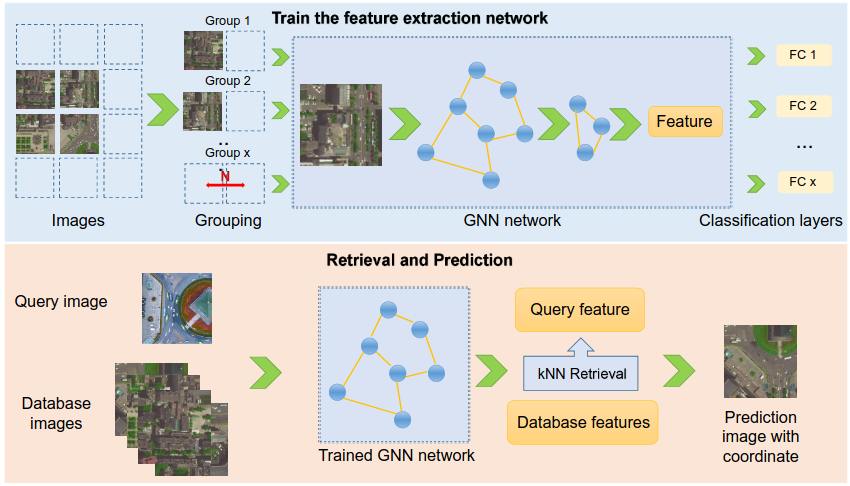 Train the feature extraction network
Group 1
Group 2
..
Group x
N
FC 1
FC 2
...
FC x
Feature
Images
Grouping
GNN network
Classification layers
Retrieval and Prediction
Query image
Database
images
Trained GNN network
Query feature
kNN Retrieval
Database features
Prediction
image with
coordinate